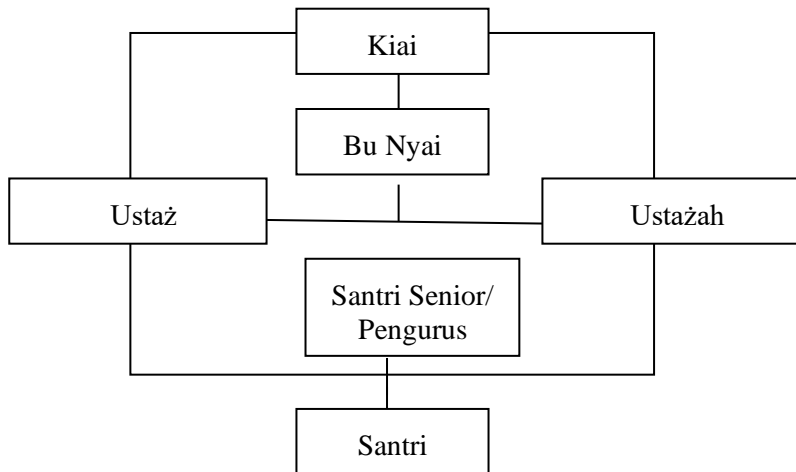 Kiai
Bu Nyai
Ustaż
Ustażah
Santri Senior/
Pengurus
Santri